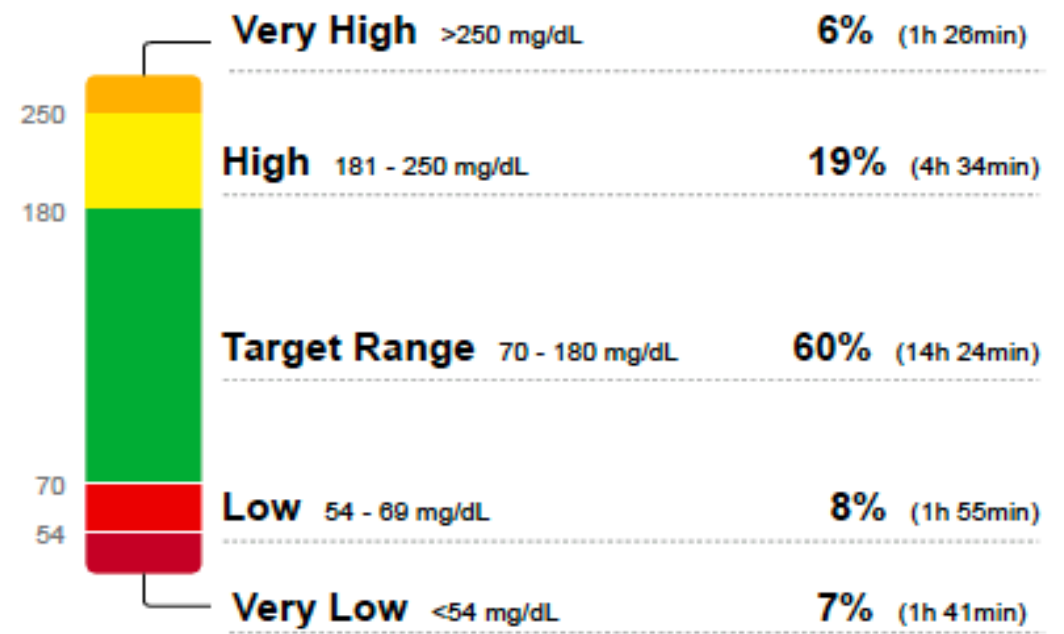 Very High >250 mg/dL 6% (1h 26min)
250
High 181 - 250 mg/dL 19% (4h 34min)
180
Target Range 70 - 180 mg/dL 60% (14h 24min)
70
Low 54 - 69 mg/dL 8% (1h 55min)
54
Very Low <54 mg/dL 7% (1h 41min)